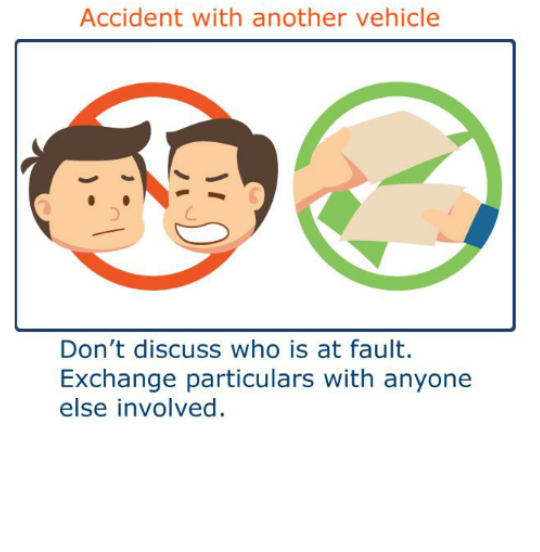 Accident with another vehicle
Don’t discuss who is at fault.
Exchange particulars with anyone
else involved.